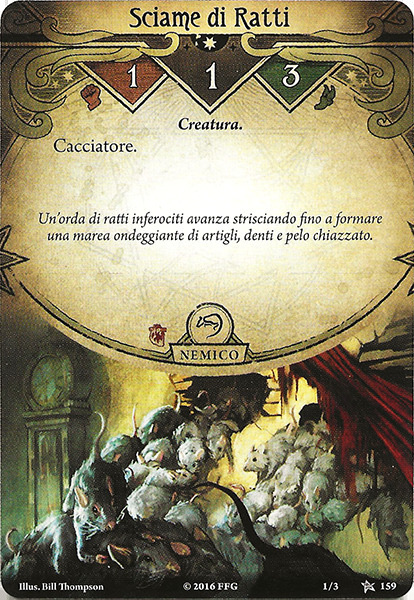 Sciame di Ratti
1 1 3
Creatura.
Cacciatore.
Un'orda di ratti inferociti avanza strisciando fino a formare
una marea ondeggiante di artigli, denti e pelo chiazzato.
NEMICO
Illus. Bill Thompson © 2016 FFG 1/3 159